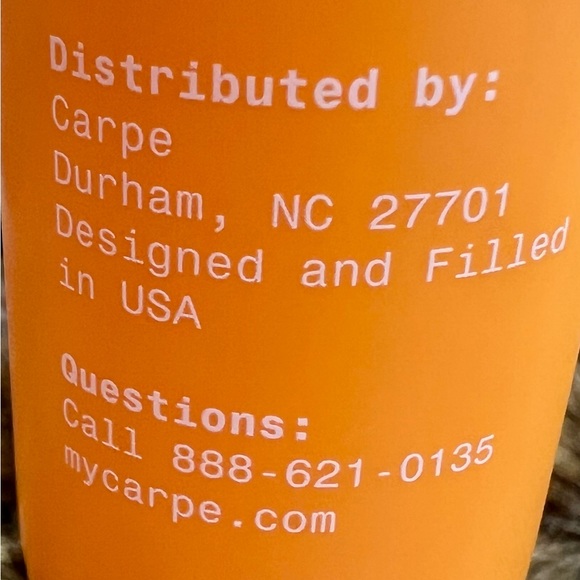 Distributed by:
Carpe
Durham, NC 27701
Designed and Filled
in USA
Questions:
Call 888-621-0135
mycarpe.com